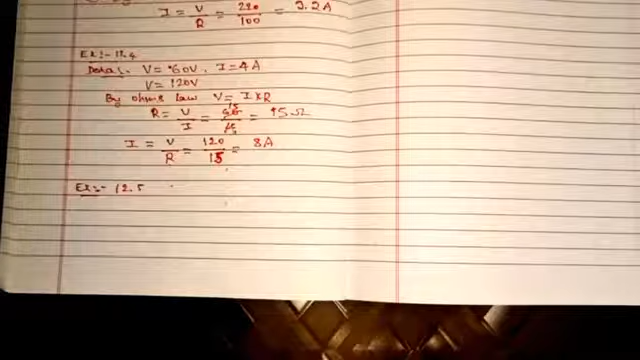 I = V/R = 220/100 = 2.2A
Ex:- 12.4
Data:- V = 60V, I = 4A
V = 120V
By ohms law V = I×R
R = V/I = 60/4 = 15Ω
I = V/R = 120/15 = 8A
Ex:- 12.5